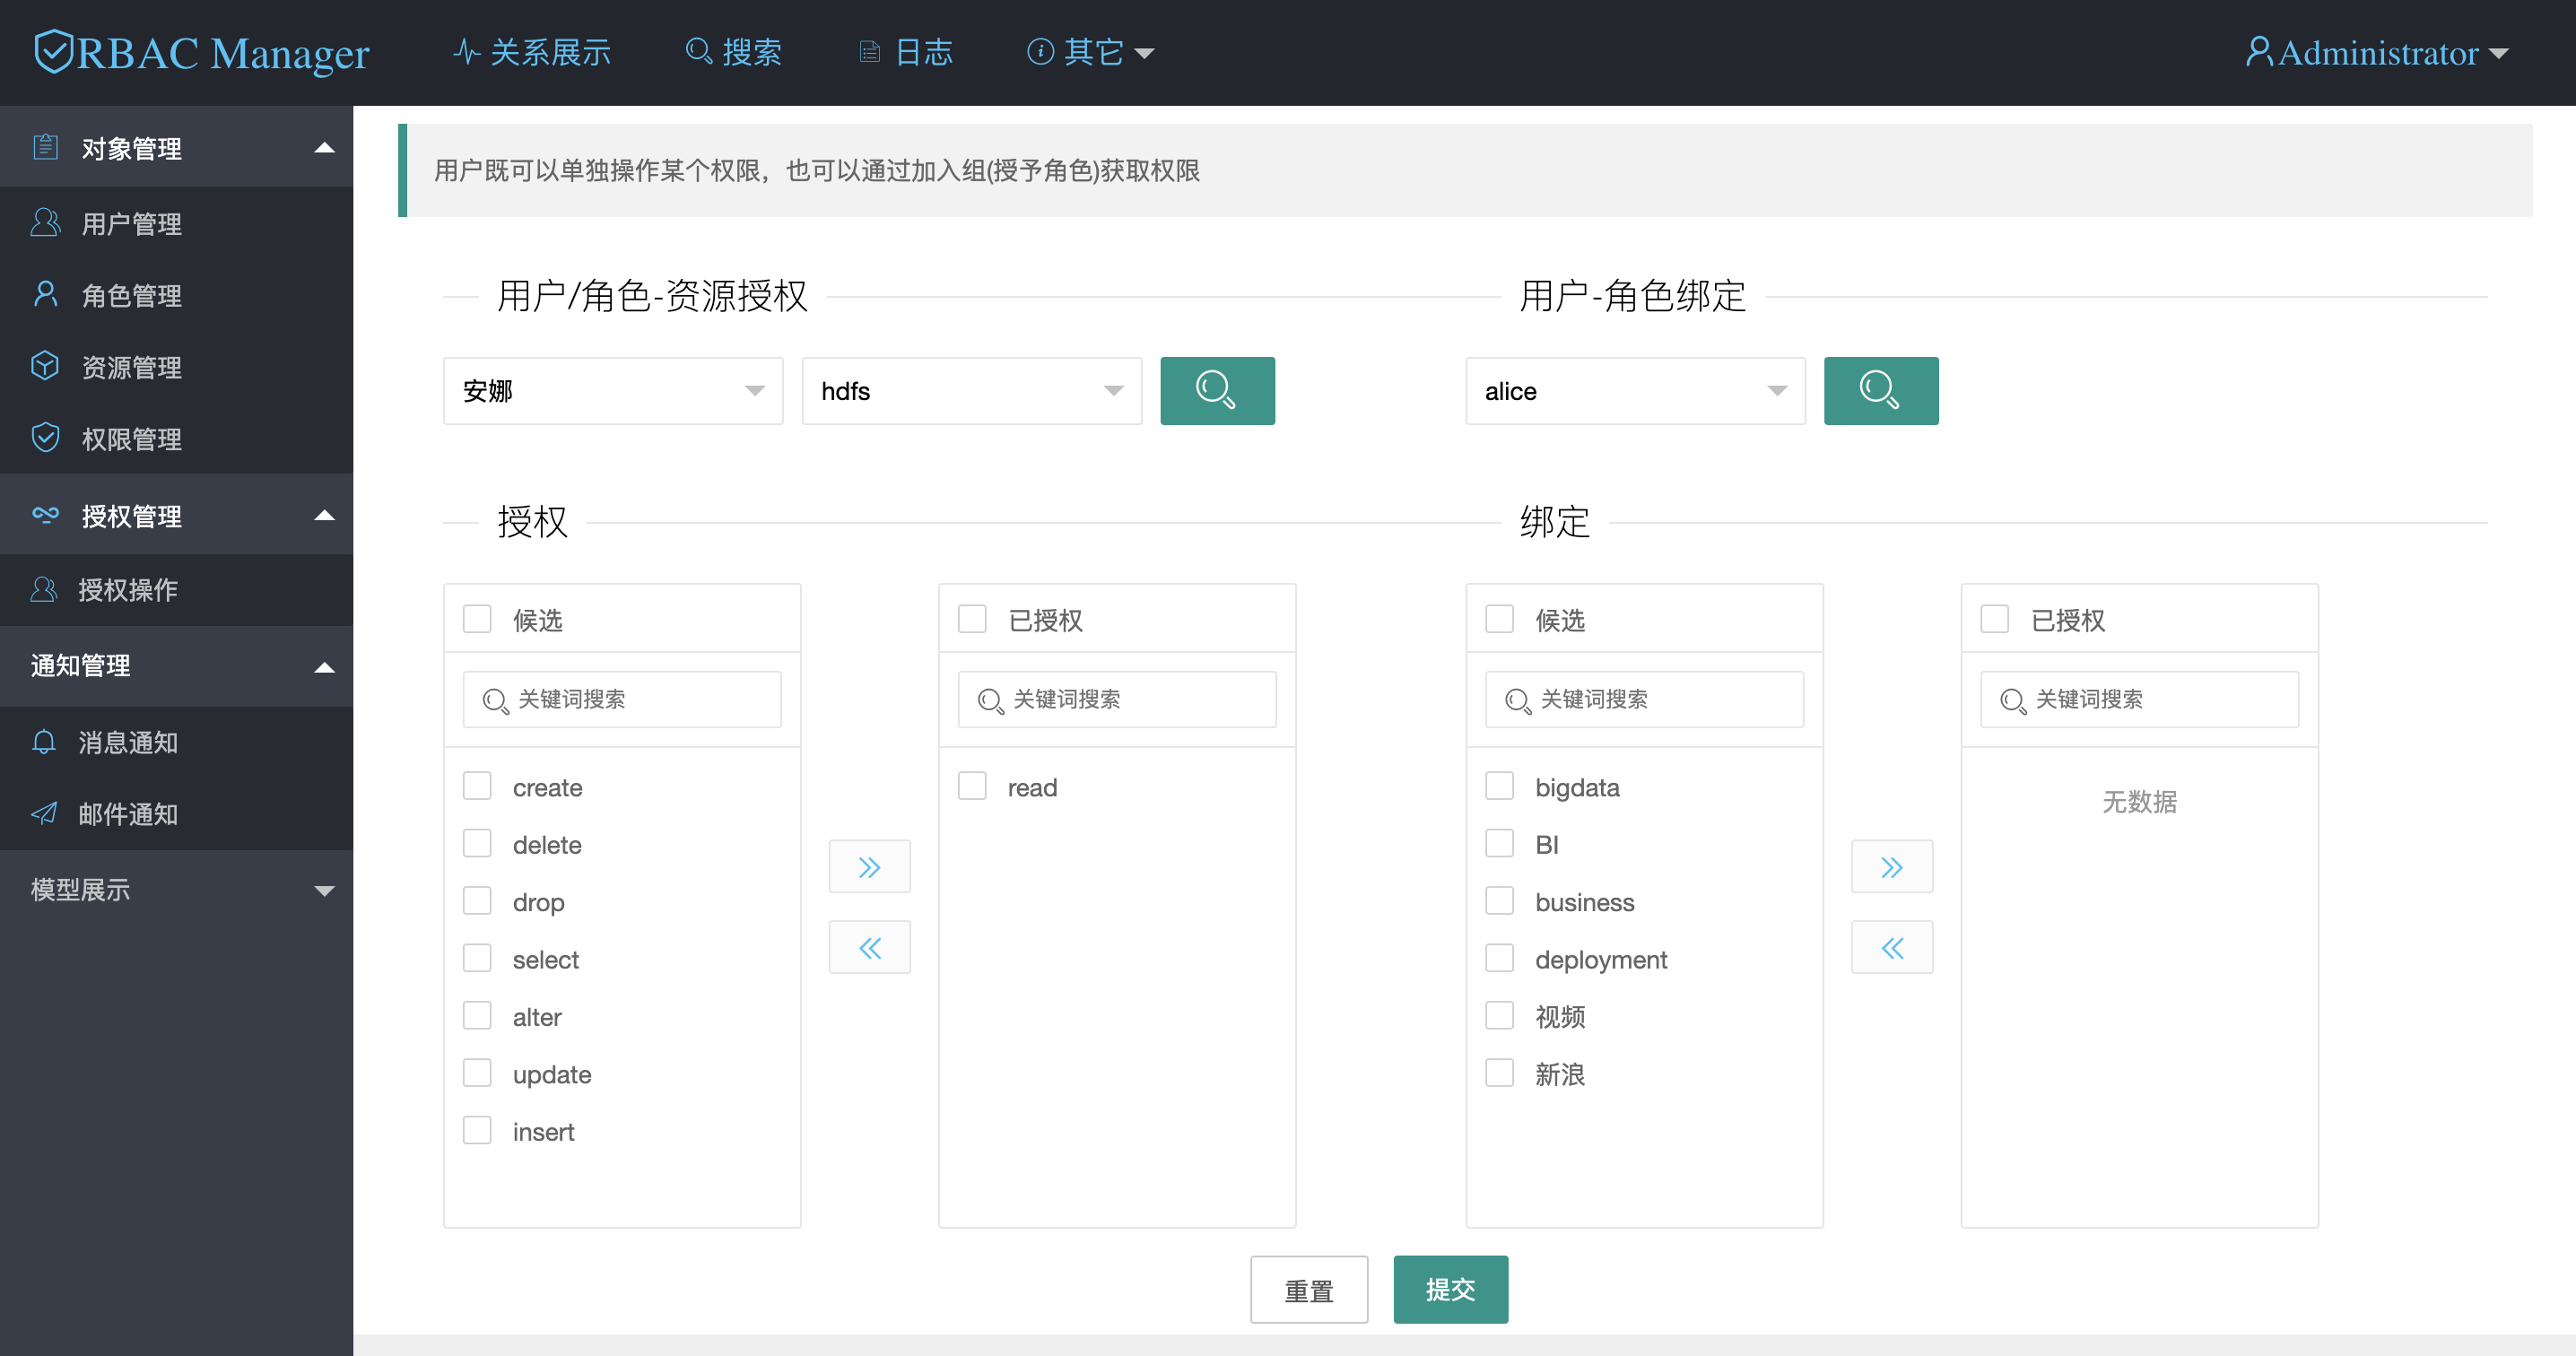 RBAC Manager
关系展示
搜索
日志
其它
Administrator
对象管理
用户管理
角色管理
资源管理
权限管理
授权管理
授权操作
通知管理
消息通知
邮件通知
模型展示
用户既可以单独操作某个权限，也可以通过加入组(授予角色)获取权限
用户/角色-资源授权
安娜
hdfs
授权
候选
关键词搜索
create
delete
drop
select
alter
update
insert
已授权
关键词搜索
read
用户-角色绑定
alice
绑定
候选
关键词搜索
bigdata
BI
business
deployment
视频
新浪
已授权
关键词搜索
无数据
重置
提交